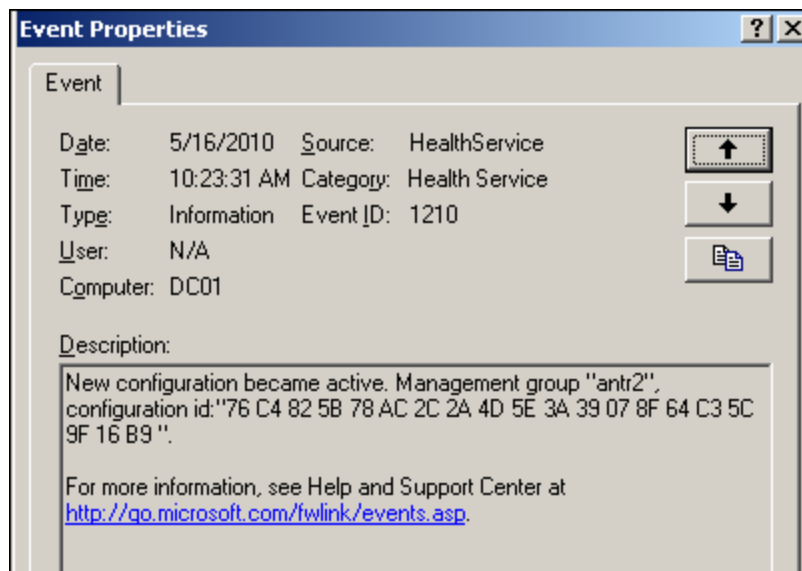 Event Properties
Event
Date: 5/16/2010 Source: HealthService
Time: 10:23:31 AM Category: Health Service
Type: Information Event ID: 1210
User: N/A
Computer: DC01
Description:
New configuration became active. Management group "antr2",
configuration id:"76 C4 82 5B 78 AC 2C 2A 4D 5E 3A 39 07 8F 64 C3 5C
9F 16 B9 ".
For more information, see Help and Support Center at
http://go.microsoft.com/fwlink/events.asp.